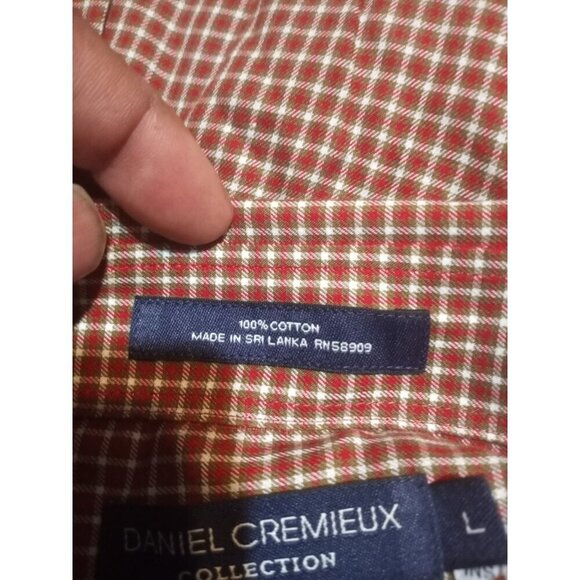 100% COTTON
MADE IN SRI LANKA RN58909
DANIEL CREMIEUX
COLLECTION
L